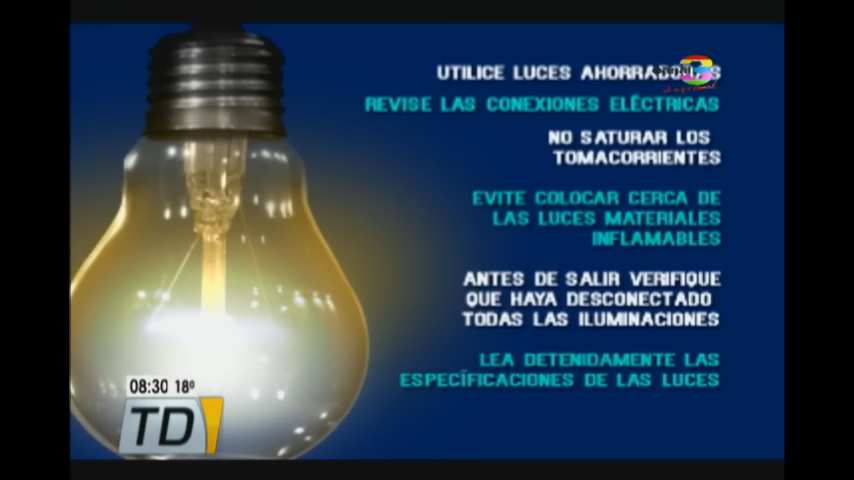 UTILICE LUCES
REVISE LAS CONEXIONES ELÉCTRICAS
NO SATURAR LOS
TOMACORRIENTES
EVITE COLOCAR CERCA DE
LAS LUCES MATERIALES
INFLAMABLES
ANTES DE SALIR VERIFIQUE
QUE HAYA DESCONECTADO
TODAS LAS ILUMINACIONES
LEA DETENIDAMENTE LAS
ESPECÍFICACIONES DE LAS LUCES
08:30 18º
TD